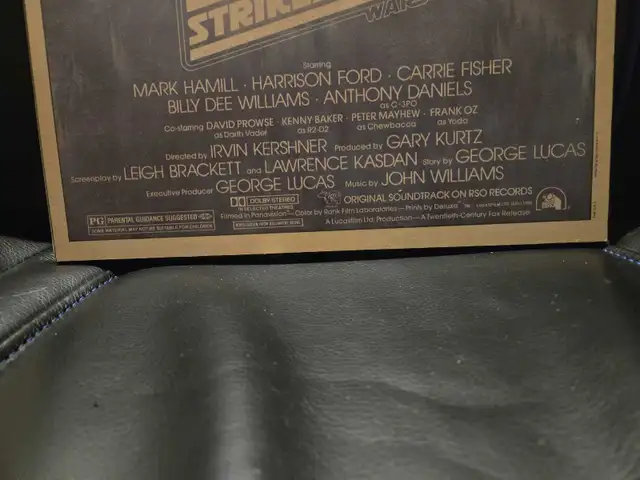 STRIKES
WARS
Starring
MARK HAMILL · HARRISON FORD · CARRIE FISHER
BILLY DEE WILLIAMS · ANTHONY DANIELS
as C-3PO
Co-starring DAVID PROWSE · KENNY BAKER · PETER MAYHEW · FRANK OZ
as Darth Vader as R2-D2 as Chewbacca as Yoda
Directed by IRVIN KERSHNER Produced by GARY KURTZ
Screenplay by LEIGH BRACKETT and LAWRENCE KASDAN Story by GEORGE LUCAS
Executive Producer GEORGE LUCAS Music by JOHN WILLIAMS
PG PARENTAL GUIDANCE SUGGESTED
SOME MATERIAL MAY NOT BE SUITABLE FOR CHILDREN
DOLBY STEREO
IN SELECTED THEATRES
ORIGINAL SOUNDTRACK ON RSO RECORDS
Filmed in Panavision® Color by Rank Film Laboratories — Prints by Deluxe®
A Lucasfilm Ltd. Production — A Twentieth Century-Fox Release